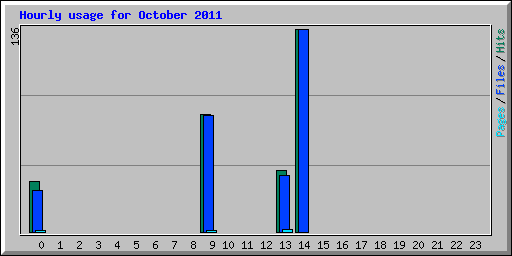 Hourly usage for October 2011
136
Pages/Files/Hits
0 1 2 3 4 5 6 7 8 9 10 11 12 13 14 15 16 17 18 19 20 21 22 23